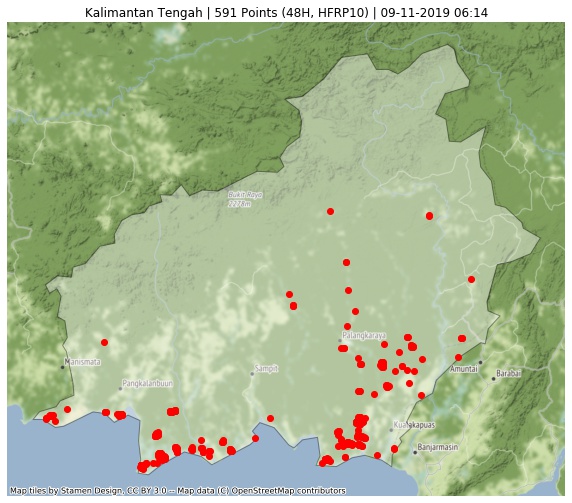 Kalimantan Tengah | 591 Points (48H, HFRP10) | 09-11-2019 06:14
Bukit Raya
2278m
Palangkaraya
Manismata
Sampit
Amuntai
Barabai
Pangkalanbuun
Kualakapuas
Banjarmasin
Map tiles by Stamen Design, CC BY 3.0 -- Map data (C) OpenStreetMap contributors